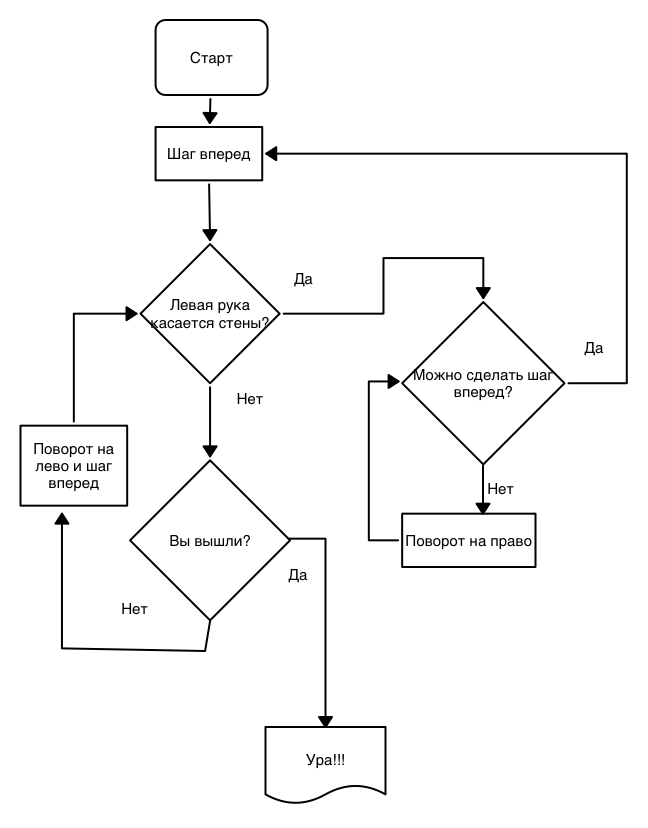 Старт
Шаг вперед
Левая рука
касается стены?
Да
Можно сделать шаг
вперед?
Да
Нет
Поворот на
лево и шаг
вперед
Вы вышли?
Нет
Поворот на право
Да
Нет
Ура!!!